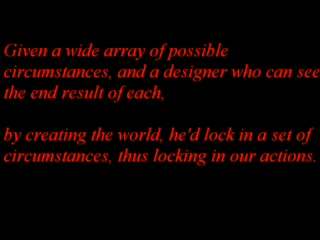 Given a wide array of possible
circumstances, and a designer who can see
the end result of each,
by creating the world, he'd lock in a set of
circumstances, thus locking in our actions.